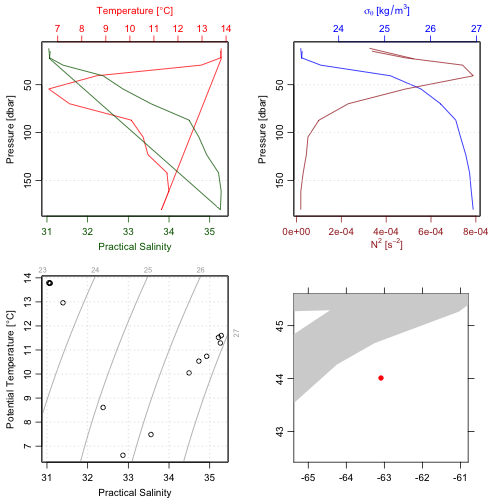 Temperature [°C]
7 8 9 10 11 12 13 14
50
100
150
Pressure [dbar]
31 32 33 34 35
Practical Salinity
σθ [kg/m³]
24 25 26 27
50
100
150
Pressure [dbar]
0e+00 2e-04 4e-04 6e-04 8e-04
N² [s⁻²]
23 24 25 26
27
14
13
12
11
10
9
8
7
Potential Temperature [°C]
31 32 33 34 35
Practical Salinity
45
44
43
-65 -64 -63 -62 -61